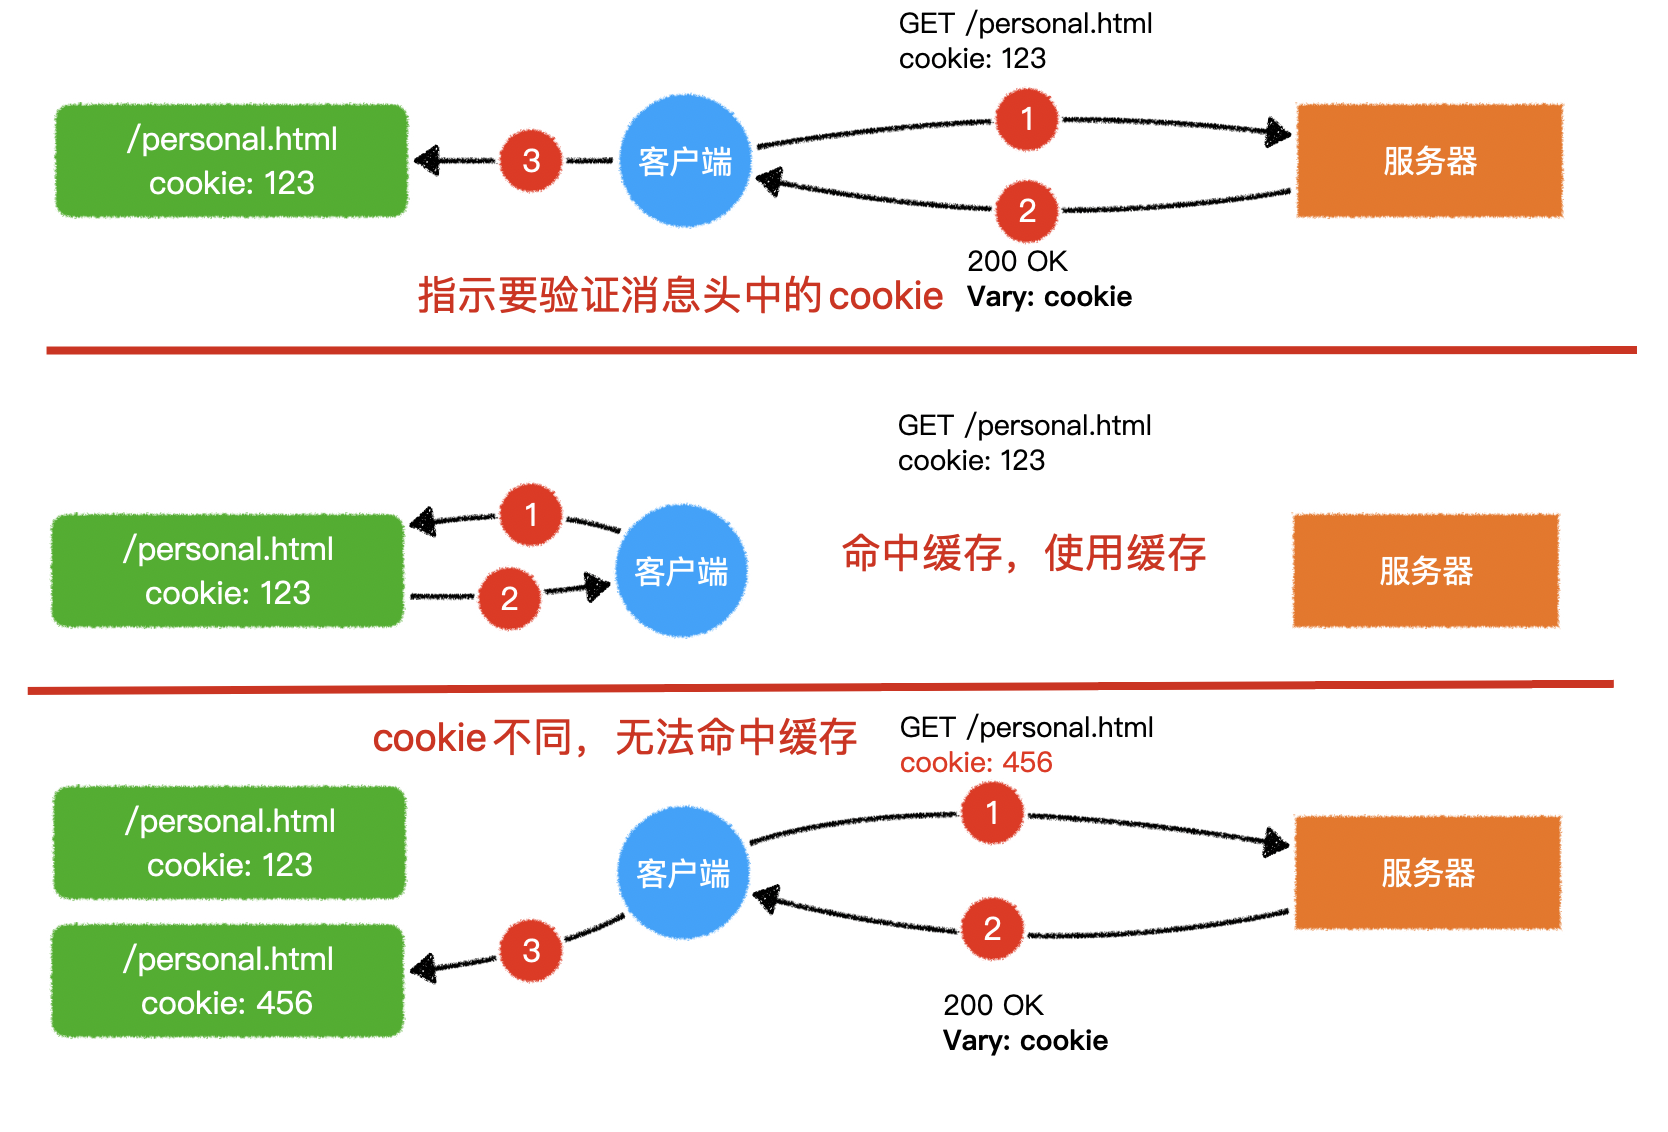 GET /personal.html
cookie: 123
/personal.html
cookie: 123
3
客户端
1
2
服务器
200 OK
Vary: cookie
指示要验证消息头中的cookie
GET /personal.html
cookie: 123
/personal.html
cookie: 123
1
2
客户端
命中缓存，使用缓存
服务器
cookie不同，无法命中缓存
GET /personal.html
cookie: 456
/personal.html
cookie: 123
/personal.html
cookie: 456
3
客户端
1
2
服务器
200 OK
Vary: cookie